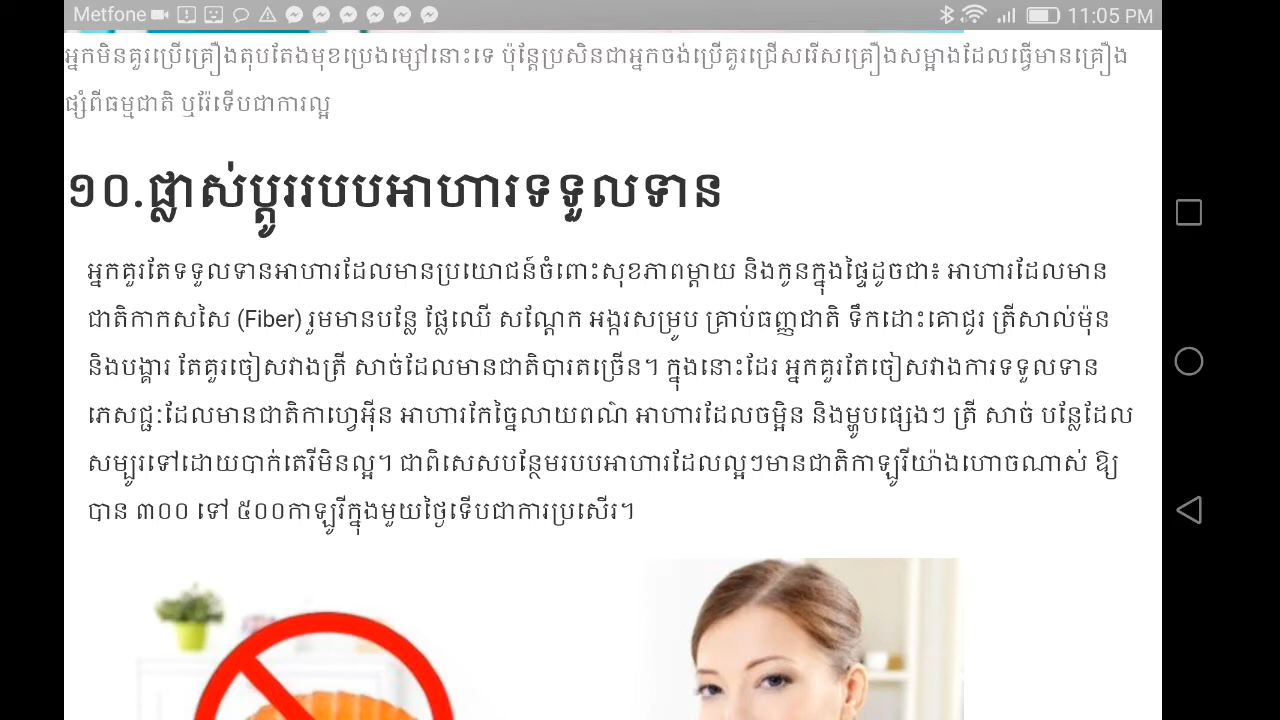 Metfone 11:05 PM
អ្នកមិនគួរប្រើគ្រឿងតុបតែងមុខប្រេងម្សៅនោះទេ ប៉ុន្តែប្រសិនជាអ្នកចង់ប្រើគួរជ្រើសរើសគ្រឿងសម្អាងដែលធ្វើមានគ្រឿង
ផ្សំពីធម្មជាតិ ឬរ៉ែទើបជាការល្អ
១០.ផ្លាស់ប្ដូររបបអាហារទទួលទាន
អ្នកគួរតែទទួលទានអាហារដែលមានប្រយោជន៍ចំពោះសុខភាពម្ដាយ និងកូនក្នុងផ្ទៃដូចជា៖ អាហារដែលមាន
ជាតិកាកសសៃ (Fiber) រួមមានបន្លែ ផ្លែឈើ សណ្ដែក អង្ករសម្រូប គ្រាប់ធញ្ញជាតិ ទឹកដោះគោជូរ ត្រីសាល់ម៉ុន
និងបង្គារ តែគួរចៀសវាងត្រី សាច់ដែលមានជាតិបារតច្រើន។ ក្នុងនោះដែរ អ្នកគួរតែចៀសវាងការទទួលទាន
ភេសជ្ជៈដែលមានជាតិកាហ្វេអ៊ីន អាហារកែច្នៃលាយពណ៌ អាហារដែលចម្អិន និងម្ហូបផ្សេងៗ ត្រី សាច់ បន្លែដែល
សម្បូរទៅដោយបាក់តេរីមិនល្អ។ ជាពិសេសបន្ថែមរបបអាហារដែលល្អៗមានជាតិកាឡូរីយ៉ាងហោចណាស់ ឱ្យ
បាន ៣០០ ទៅ ៥០០កាឡូរីក្នុងមួយថ្ងៃទើបជាការប្រសើរ។